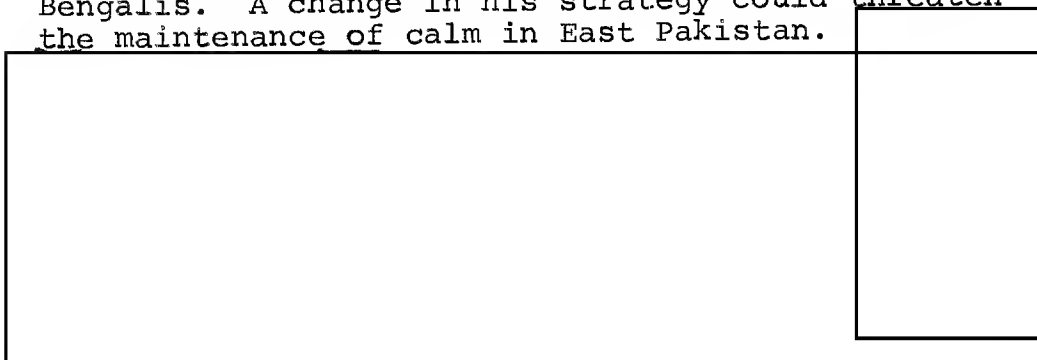 Bengalis. A change in his strategy could threaten
the maintenance of calm in East Pakistan.